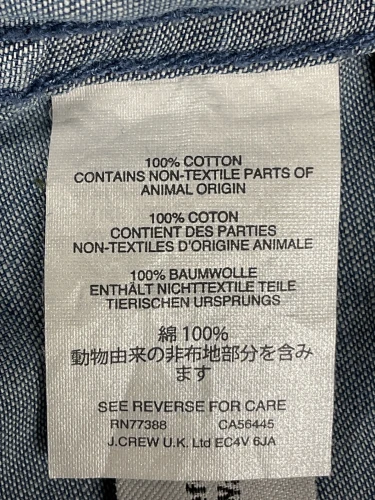 100% COTTON
CONTAINS NON-TEXTILE PARTS OF
ANIMAL ORIGIN
100% COTON
CONTIENT DES PARTIES
NON-TEXTILES D'ORIGINE ANIMALE
100% BAUMWOLLE
ENTHÄLT NICHTTEXTILE TEILE
TIERISCHEN URSPRUNGS
綿 100%
動物由来の非布地部分を含み
ます
SEE REVERSE FOR CARE
RN77388 CA56445
J.CREW U.K. Ltd EC4V 6JA